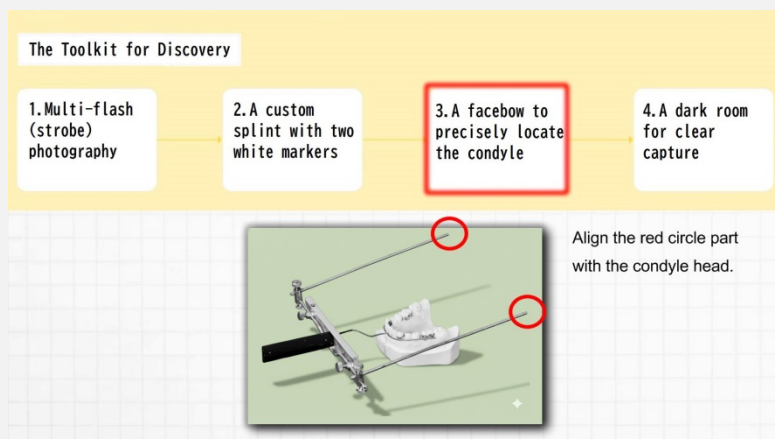 The Toolkit for Discovery
1.Multi-flash
(strobe)
photography
2.A custom
splint with two
white markers
3.A facebow to
precisely locate
the condyle
4.A dark room
for clear
capture
Align the red circle part
with the condyle head.